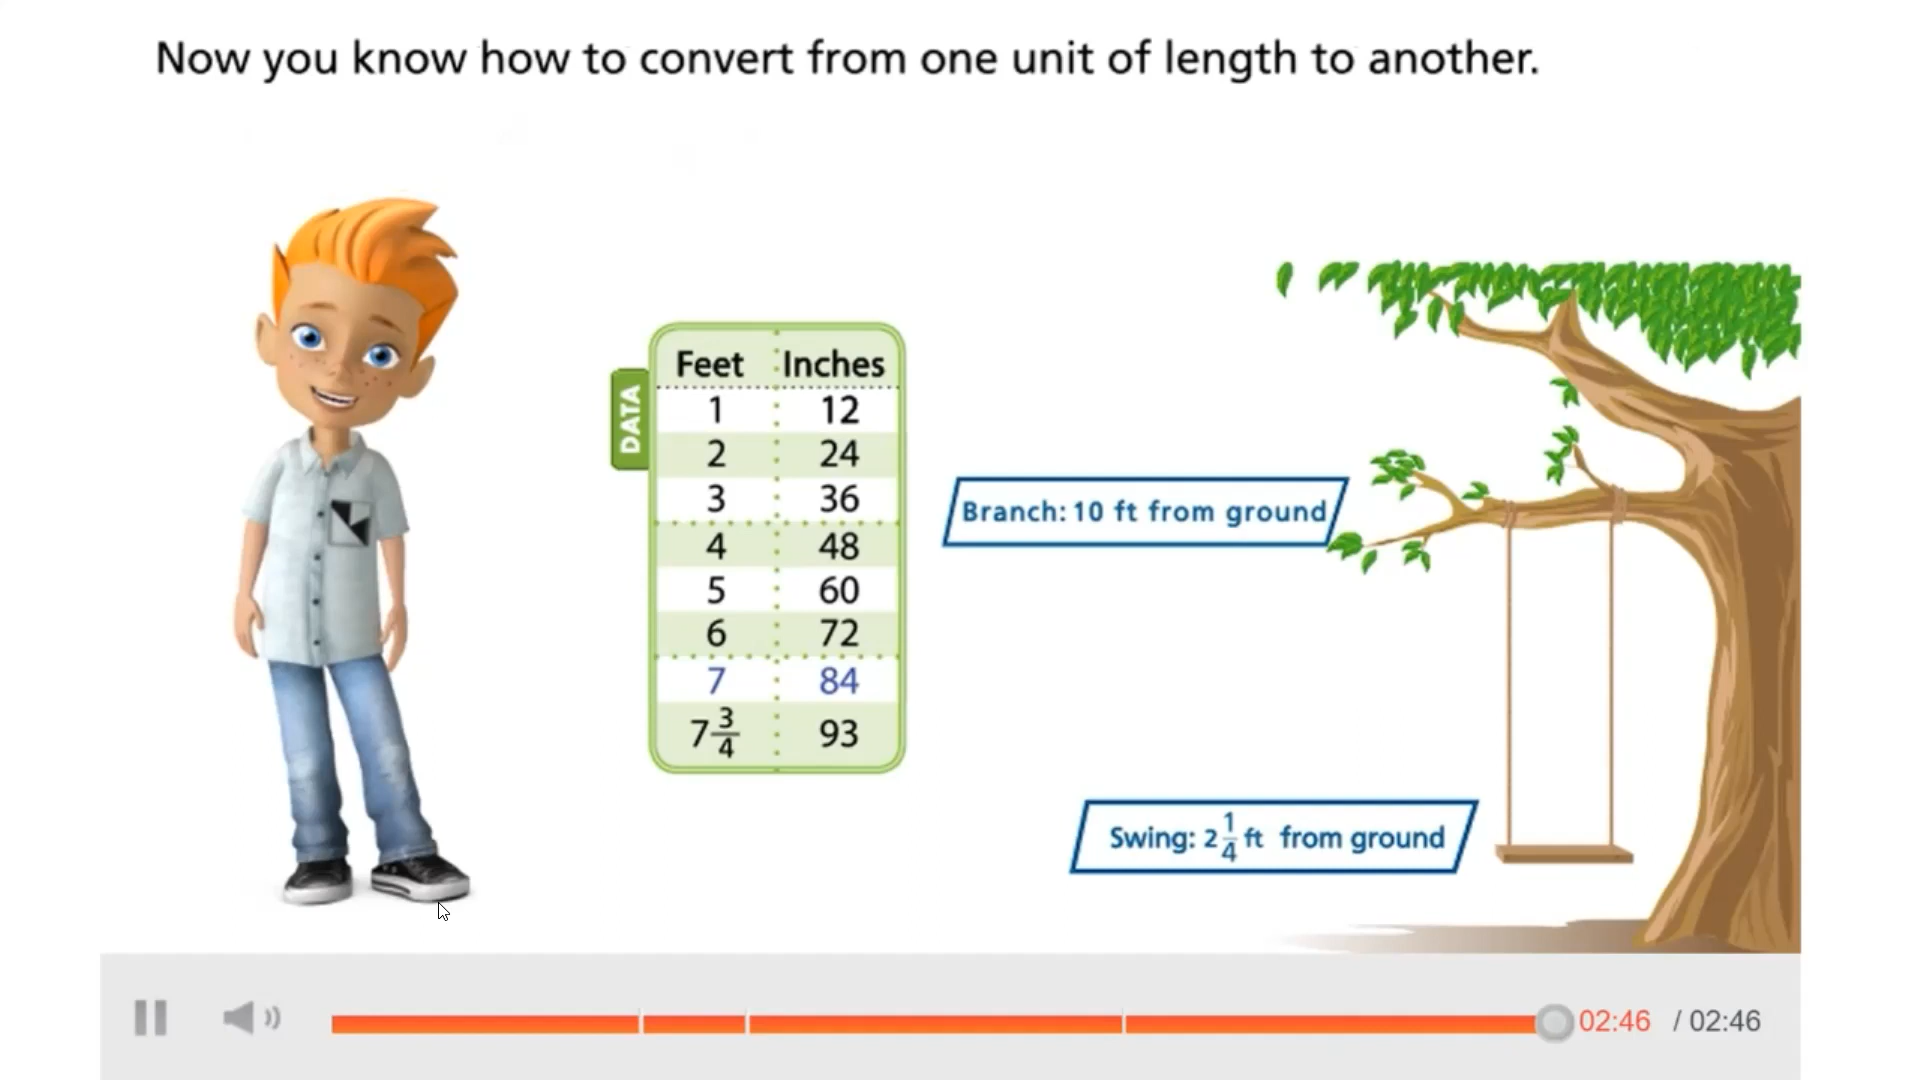 Now you know how to convert from one unit of length to another.
DATA
Feet Inches
1 12
2 24
3 36
4 48
5 60
6 72
7 84
7 3/4 93
Branch: 10 ft from ground
Swing: 2 1/4 ft from ground
02:46 / 02:46